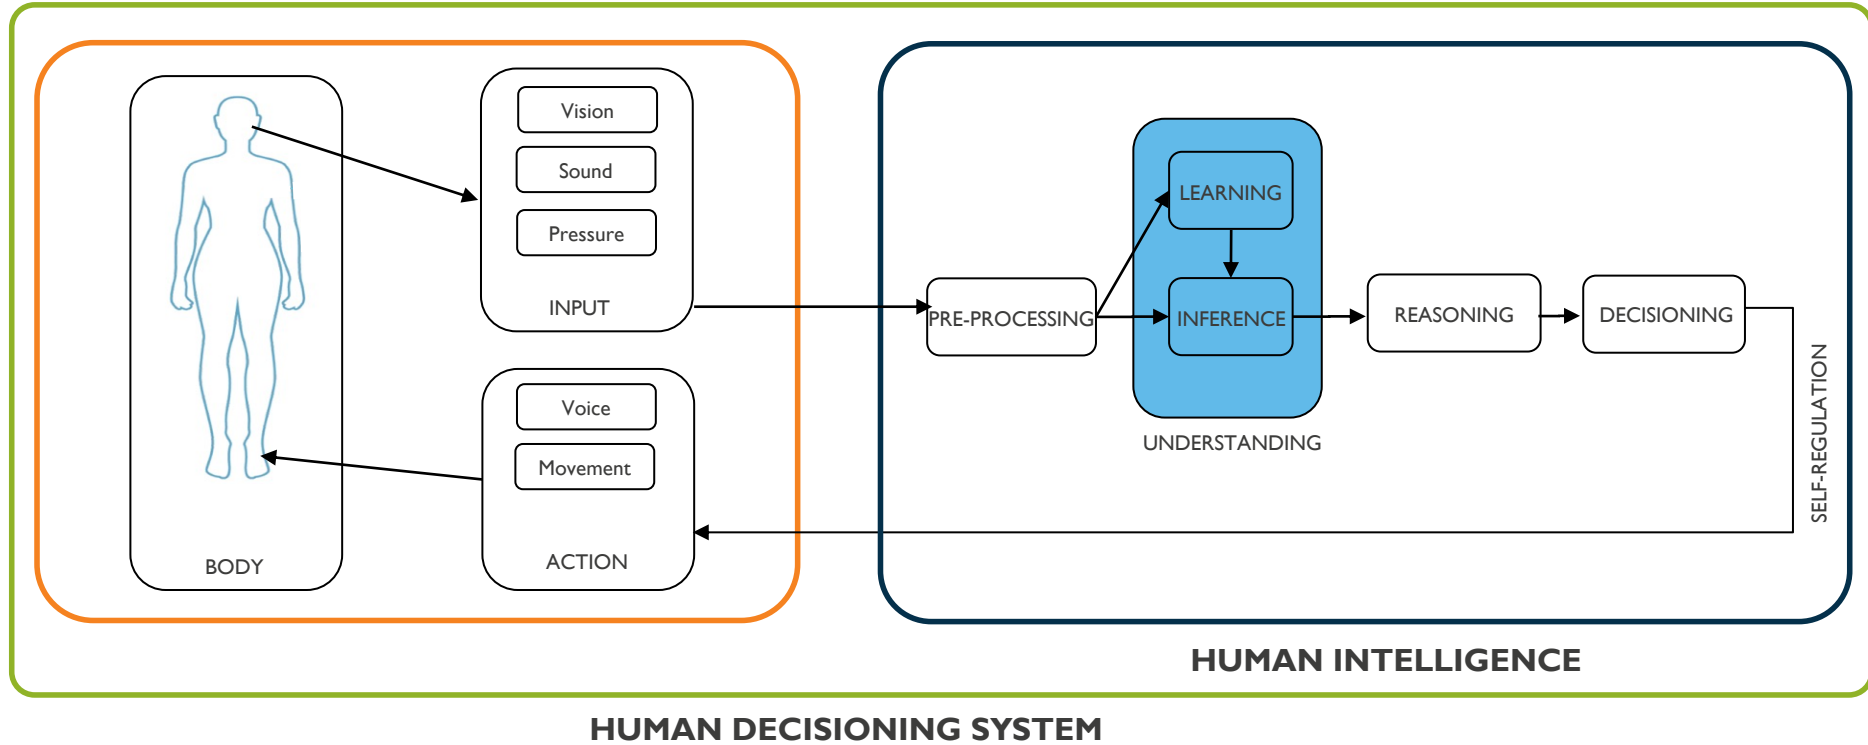 Vision
Sound
Pressure
INPUT
Voice
Movement
ACTION
BODY
PRE-PROCESSING
LEARNING
INFERENCE
UNDERSTANDING
REASONING
DECISIONING
SELF-REGULATION
HUMAN INTELLIGENCE
HUMAN DECISIONING SYSTEM